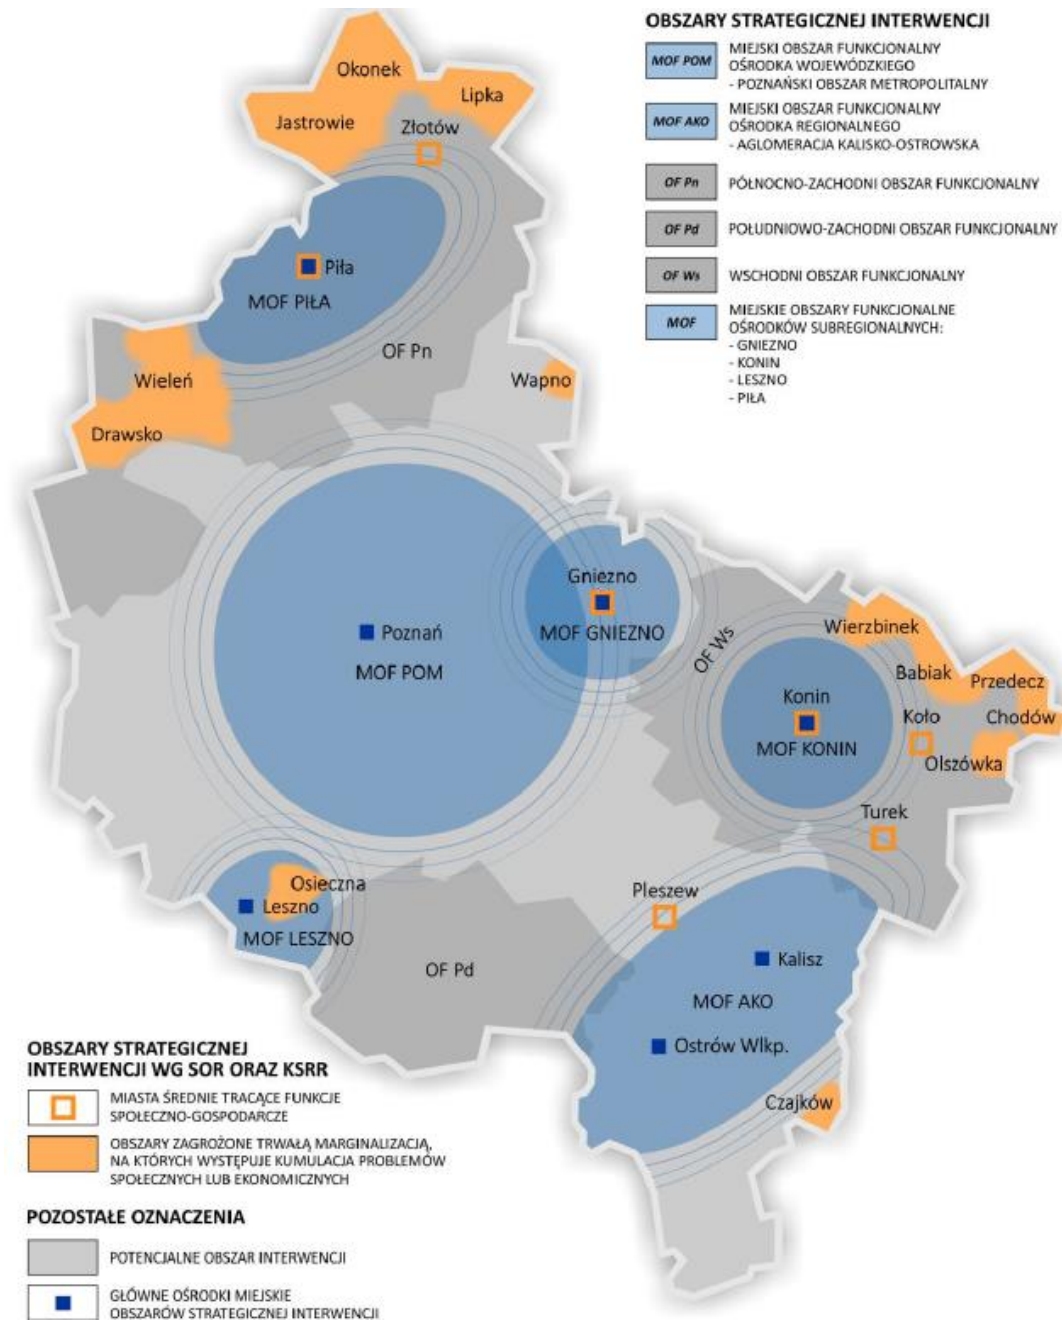 OBSZARY STRATEGICZNEJ INTERWENCJI
MOF POM
MIEJSKI OBSZAR FUNKCJONALNY
OŚRODKA WOJEWÓDZKIEGO
- POZNAŃSKI OBSZAR METROPOLITALNY
MOF AKO
MIEJSKI OBSZAR FUNKCJONALNY
OŚRODKA REGIONALNEGO
- AGLOMERACJA KALISKO-OSTROWSKA
OF Pn
PÓŁNOCNO-ZACHODNI OBSZAR FUNKCJONALNY
OF Pd
POŁUDNIOWO-ZACHODNI OBSZAR FUNKCJONALNY
OF Ws
WSCHODNI OBSZAR FUNKCJONALNY
MOF
MIEJSKIE OBSZARY FUNKCJONALNE
OŚRODKÓW SUBREGIONALNYCH:
- GNIEZNO
- KONIN
- LESZNO
- PIŁA
Okonek
Lipka
Jastrowie
Złotów
Piła
MOF PIŁA
OF Pn
Wieleń
Wapno
Drawsko
Gniezno
MOF GNIEZNO
Poznań
MOF POM
OF Ws
Wierzbinek
Babiak
Przedecz
Konin
Koło
Chodów
MOF KONIN
Olszówka
Turek
Osieczna
Leszno
MOF LESZNO
Pleszew
OF Pd
Kalisz
MOF AKO
Ostrów Wlkp.
Czajków
OBSZARY STRATEGICZNEJ
INTERWENCJI WG SOR ORAZ KSRR
MIASTA ŚREDNIE TRACĄCE FUNKCJE
SPOŁECZNO-GOSPODARCZE
OBSZARY ZAGROŻONE TRWAŁĄ MARGINALIZACJĄ,
NA KTÓRYCH WYSTĘPUJE KUMULACJA PROBLEMÓW
SPOŁECZNYCH LUB EKONOMICZNYCH
POZOSTAŁE OZNACZENIA
POTENCJALNE OBSZAR INTERWENCJI
GŁÓWNE OŚRODKI MIEJSKIE
OBSZARÓW STRATEGICZNEJ INTERWENCJI